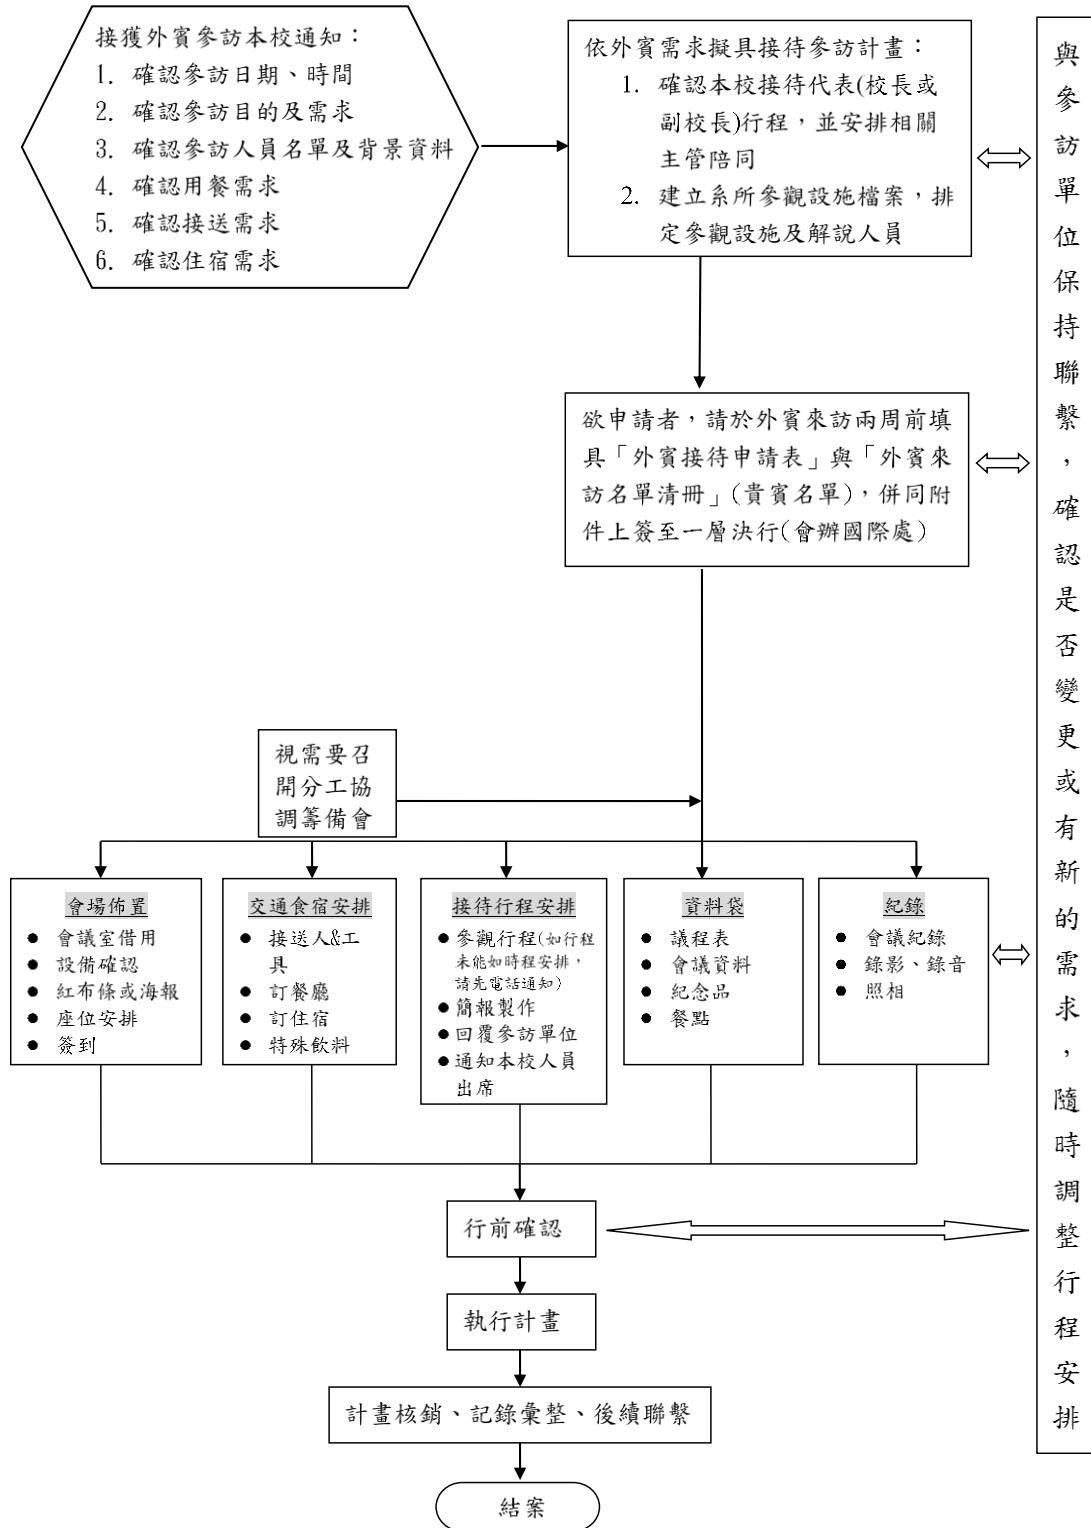 接獲外賓參訪本校通知：
1. 確認參訪日期、時間
2. 確認參訪目的及需求
3. 確認參訪人員名單及背景資料
4. 確認用餐需求
5. 確認接送需求
6. 確認住宿需求
依外賓需求擬具接待參訪計畫：
1. 確認本校接待代表(校長或
副校長)行程，並安排相關
主管陪同
2. 建立系所參觀設施檔案，排
定參觀設施及解說人員
欲申請者，請於外賓來訪兩周前填
具「外賓接待申請表」與「外賓來
訪名單清冊」(貴賓名單)，併同附
件上簽至一層決行(會辦國際處)
視需要召
開分工協
調籌備會
會場佈置
● 會議室借用
● 設備確認
● 紅布條或海報
● 座位安排
● 簽到
交通食宿安排
● 接送人&工
具
● 訂餐廳
● 訂住宿
● 特殊飲料
接待行程安排
● 參觀行程(如行程
未能如時程安排，
請先電話通知)
● 簡報製作
● 回覆參訪單位
● 通知本校人員
出席
資料袋
● 議程表
● 會議資料
● 紀念品
● 餐點
紀錄
● 會議紀錄
● 錄影、錄音
● 照相
行前確認
執行計畫
計畫核銷、記錄彙整、後續聯繫
結案
與參訪單位保持聯繫，確認是否變更或有新的需求，隨時調整行程安排